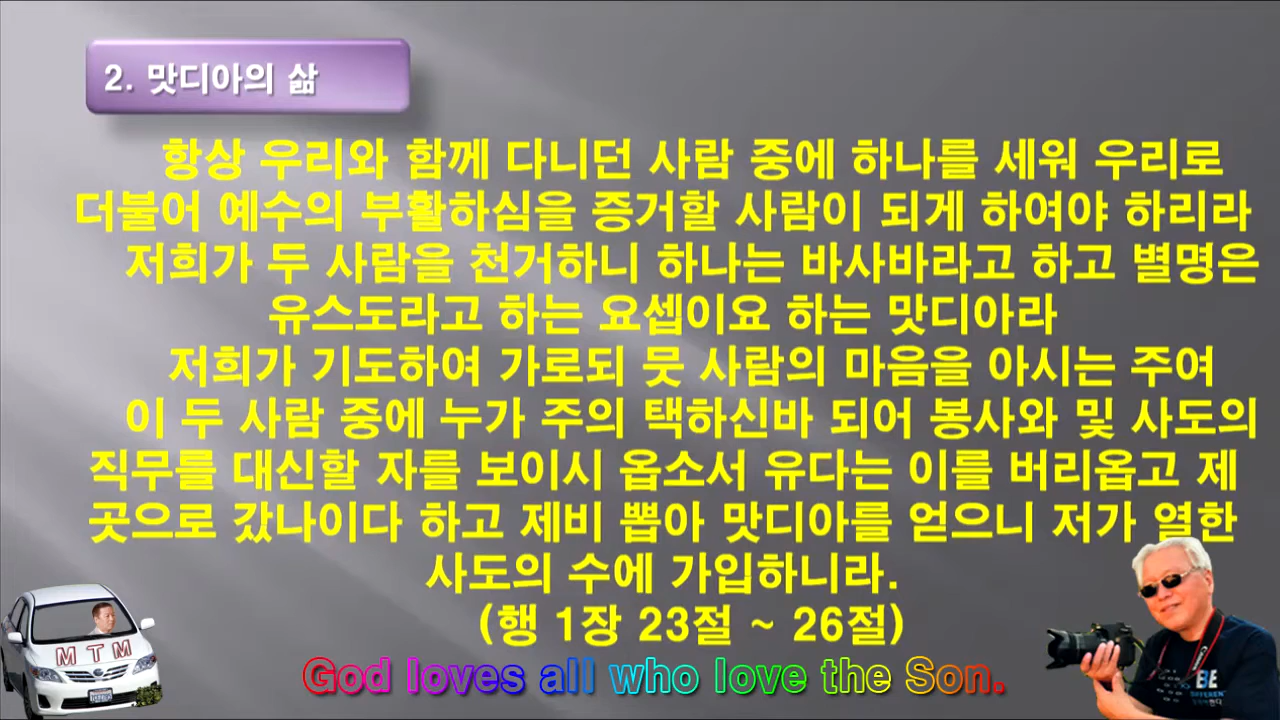 2. 맛디아의 삶
항상 우리와 함께 다니던 사람 중에 하나를 세워 우리로
더불어 예수의 부활하심을 증거할 사람이 되게 하여야 하리라
저희가 두 사람을 천거하니 하나는 바사바라고 하고 별명은
유스도라고 하는 요셉이요 하는 맛디아라
저희가 기도하여 가로되 뭇 사람의 마음을 아시는 주여
이 두 사람 중에 누가 주의 택하신바 되어 봉사와 및 사도의
직무를 대신할 자를 보이시 옵소서 유다는 이를 버리옵고 제
곳으로 갔나이다 하고 제비 뽑아 맛디아를 얻으니 저가 열한
사도의 수에 가입하니라.
(행 1장 23절 ~ 26절)
MTM
BE
DIFFEREN
God loves all who love the Son.